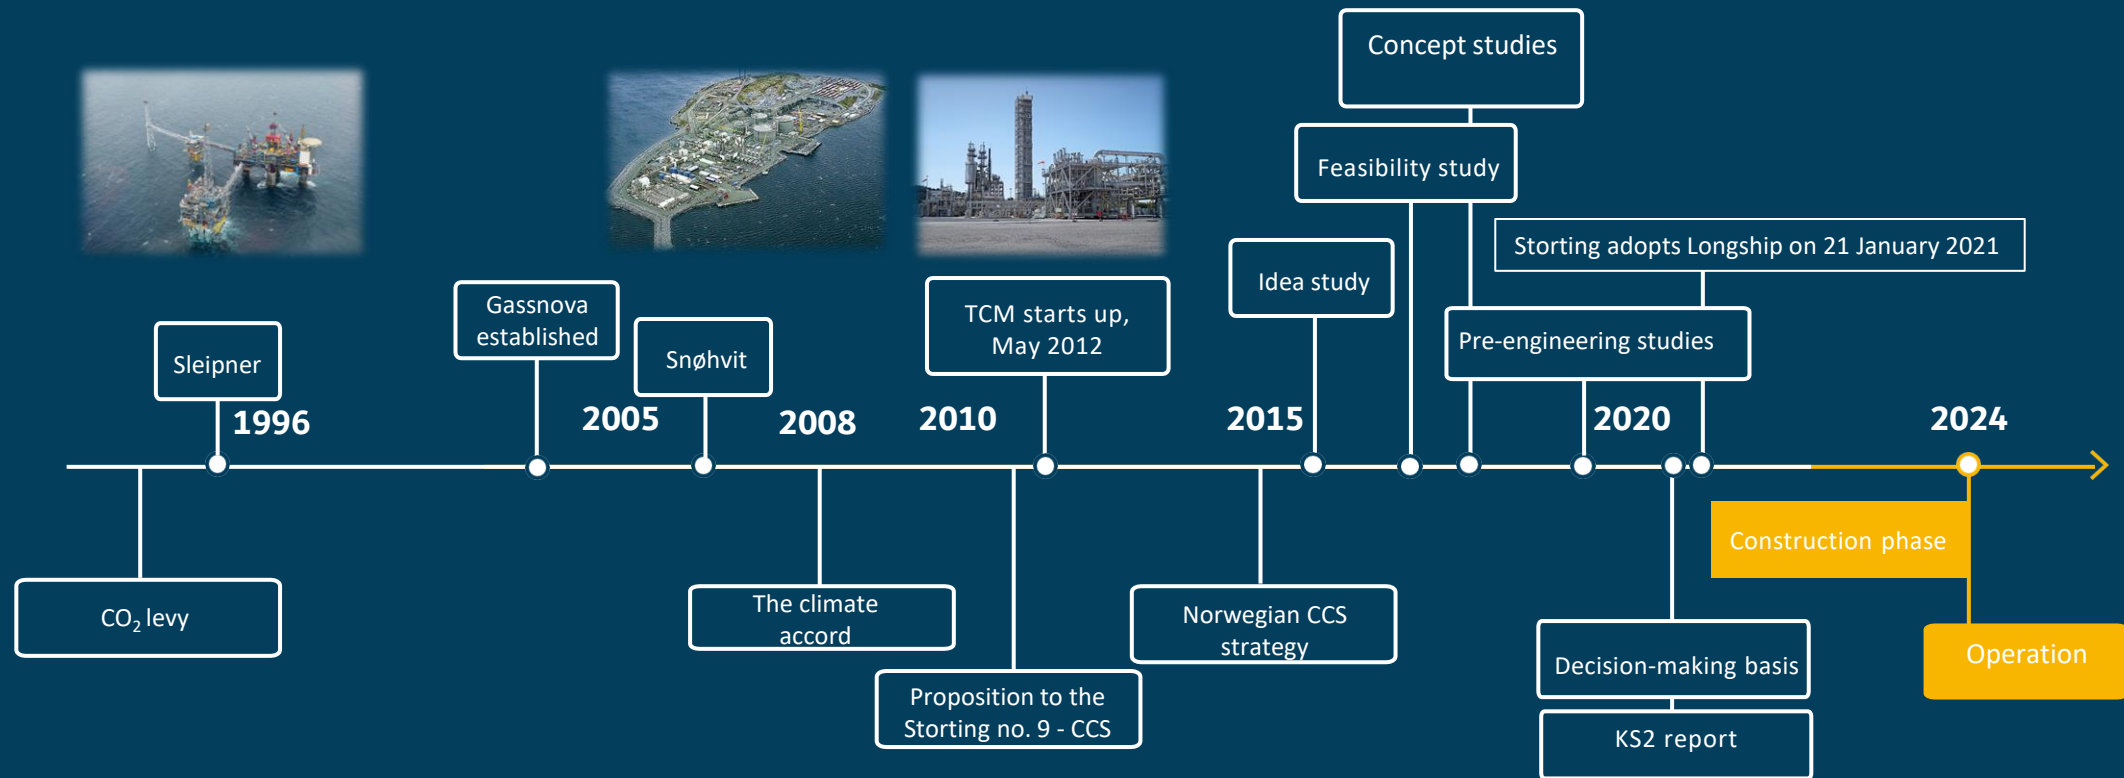 Concept studies
Feasibility study
Storting adopts Longship on 21 January 2021
Idea study
Gassnova
established
TCM starts up,
May 2012
Pre-engineering studies
Sleipner
Snøhvit
1996
2005
2008
2010
2015
2020
2024
Construction phase
CO₂ levy
The climate
accord
Norwegian CCS
strategy
Operation
Decision-making basis
Proposition to the
Storting no. 9 - CCS
KS2 report